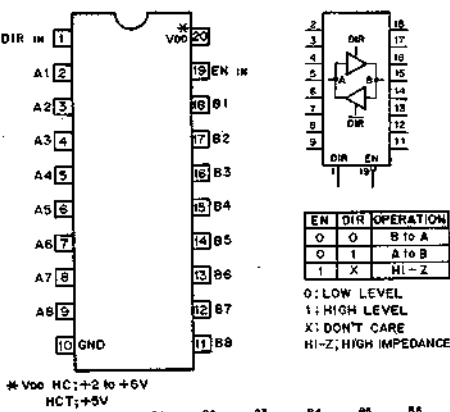 DIR IN 1
* VDD 20
A1 2
19 EN IN
A2 3
18 B1
A3 4
17 B2
A4 5
16 B3
A5 6
15 B4
A6 7
14 B5
A7 8
13 B6
A8 9
12 B7
10 GND
11 B8
* VDD HC;+2 to +6V
HCT;+5V
2 18
3 DIR 17
4 16
5 A B 15
6 14
7 13
8 DIR 12
9 11
DIR EN
1 19
EN DIR OPERATION
0 0 B to A
0 1 A to B
1 X HI-Z
0: LOW LEVEL
1; HIGH LEVEL
X: DON'T CARE
HI-Z; HIGH IMPEDANCE